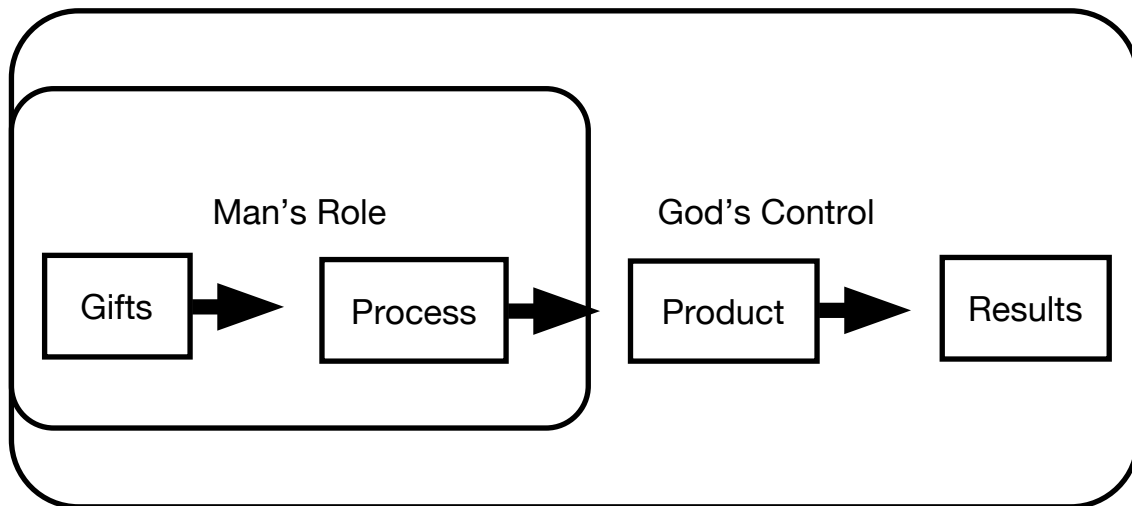 Man's Role
God's Control
Gifts
Process
Product
Results